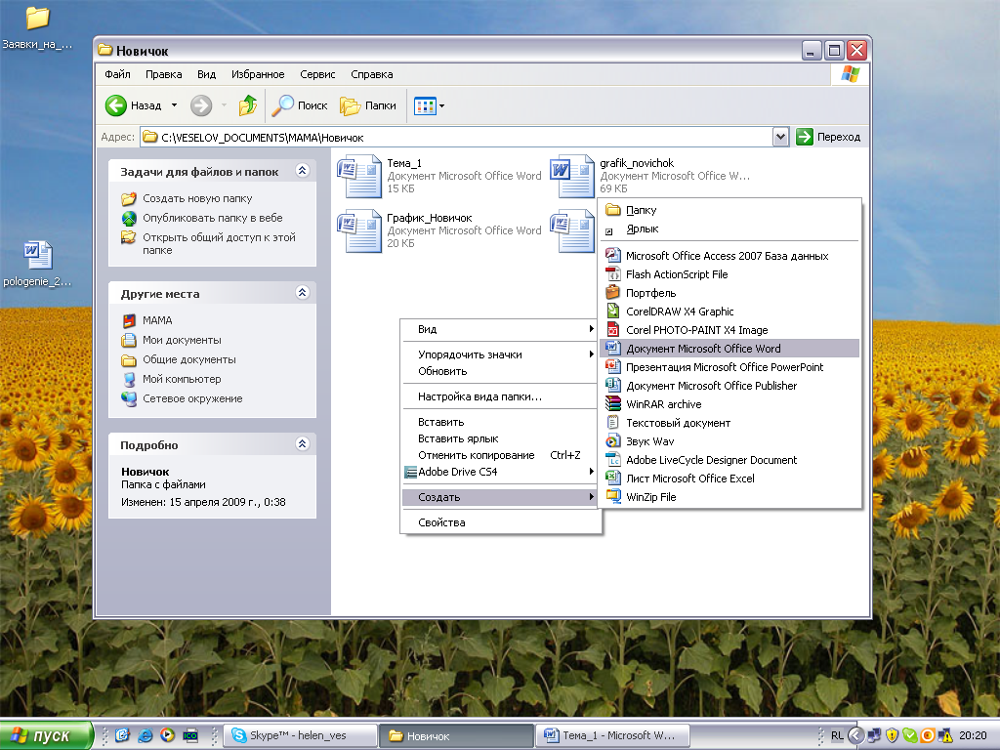 Заявки_на_...
pologenie_2...
Новичок
Файл Правка Вид Избранное Сервис Справка
Назад Поиск Папки
Адрес: C:\VESELOV_DOCUMENTS\MAMA\Новичок Переход
Задачи для файлов и папок
Создать новую папку
Опубликовать папку в вебе
Открыть общий доступ к этой
папке
Другие места
MAMA
Мои документы
Общие документы
Мой компьютер
Сетевое окружение
Подробно
Новичок
Папка с файлами
Изменен: 15 апреля 2009 г., 0:38
Тема_1
Документ Microsoft Office Word
15 КБ
grafik_novichok
Документ Microsoft Office W...
69 КБ
График_Новичок
Документ Microsoft Office Word
20 КБ
Вид
Упорядочить значки
Обновить
Настройка вида папки...
Вставить
Вставить ярлык
Отменить копирование Ctrl+Z
Adobe Drive CS4
Создать
Свойства
Папку
Ярлык
Microsoft Office Access 2007 База данных
Flash ActionScript File
Портфель
CorelDRAW X4 Graphic
Corel PHOTO-PAINT X4 Image
Документ Microsoft Office Word
Презентация Microsoft Office PowerPoint
Документ Microsoft Office Publisher
WinRAR archive
Текстовый документ
Звук Wav
Adobe LiveCycle Designer Document
Лист Microsoft Office Excel
WinZip File
пуск Skype™ - helen_ves Новичок Тема_1 - Microsoft W... RL 20:20